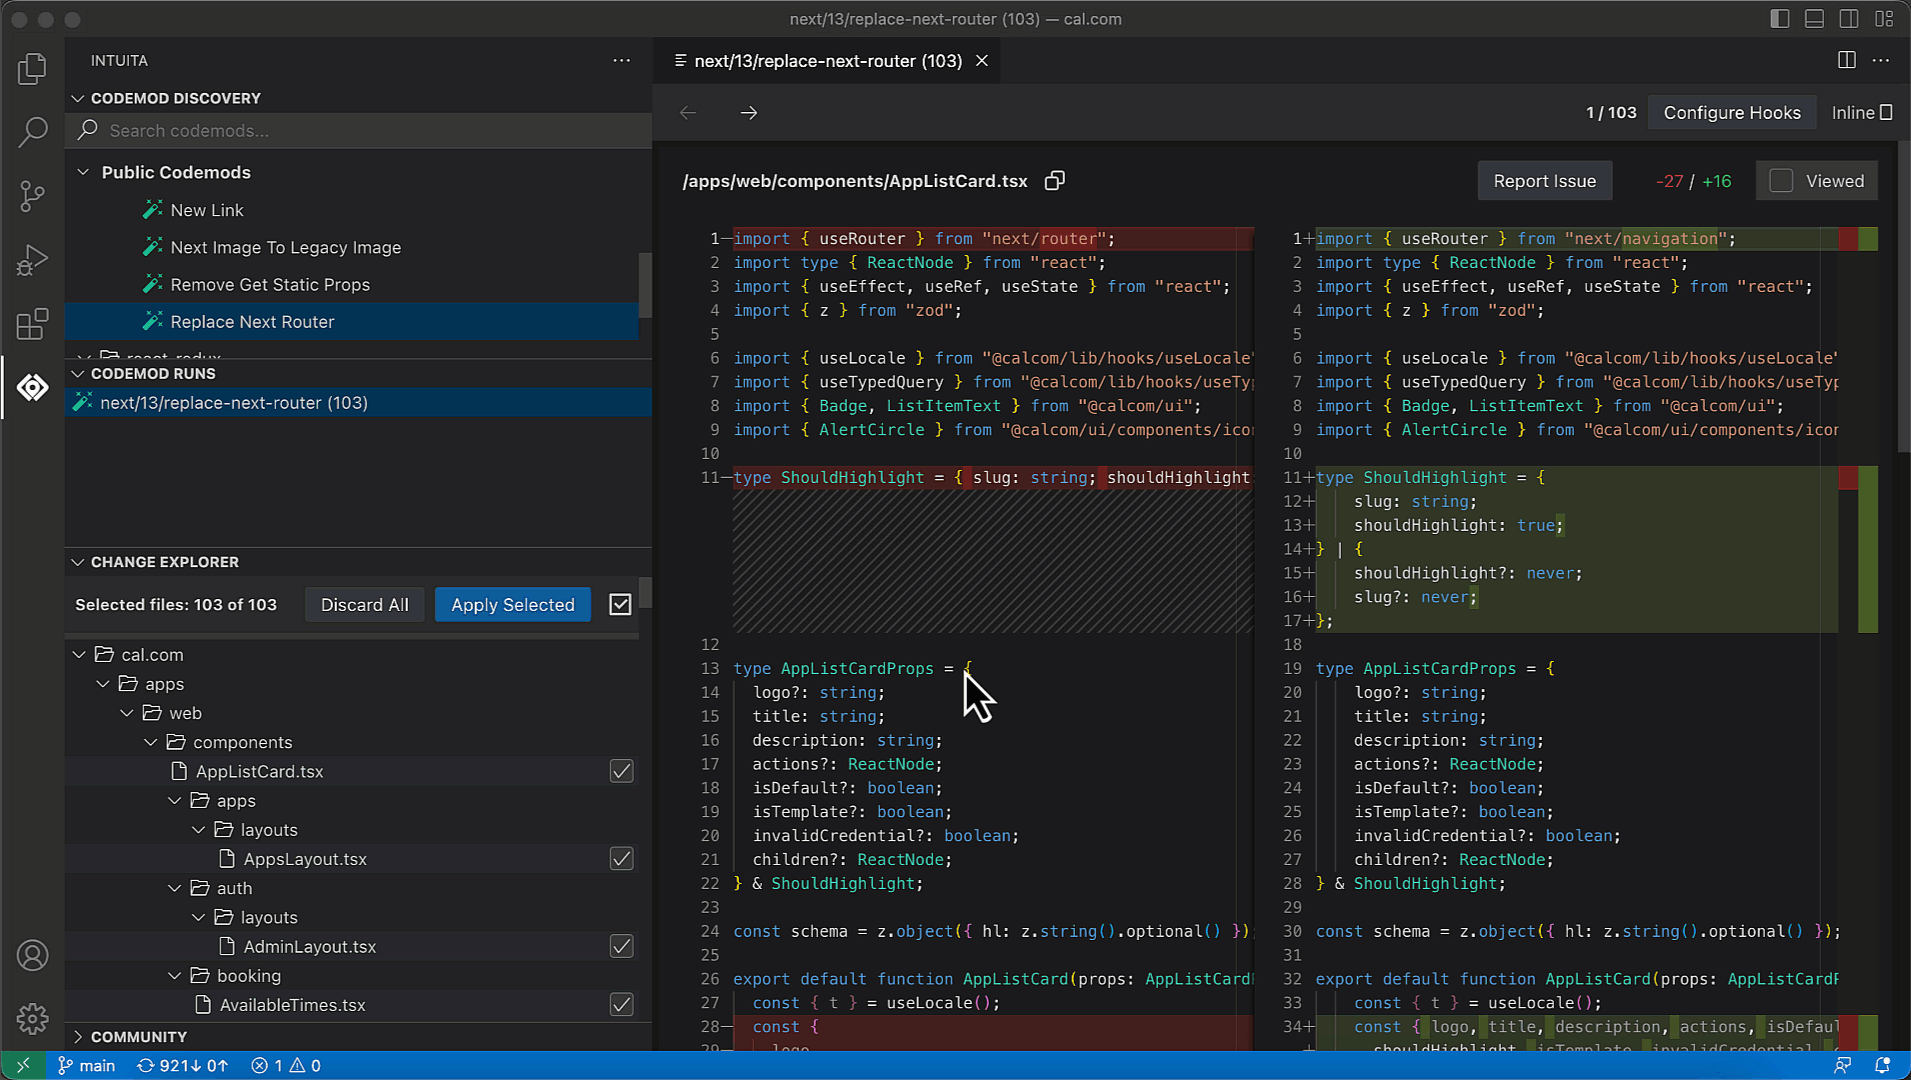 next/13/replace-next-router (103) — cal.com
INTUITA
CODEMOD DISCOVERY
Search codemods...
Public Codemods
New Link
Next Image To Legacy Image
Remove Get Static Props
Replace Next Router
CODEMOD RUNS
next/13/replace-next-router (103)
CHANGE EXPLORER
Selected files: 103 of 103
Discard All
Apply Selected
cal.com
apps
web
components
AppListCard.tsx
apps
layouts
AppsLayout.tsx
auth
layouts
AdminLayout.tsx
booking
AvailableTimes.tsx
COMMUNITY
next/13/replace-next-router (103)
1 / 103
Configure Hooks
Inline
/apps/web/components/AppListCard.tsx
Report Issue
-27 / +16
Viewed
1—import { useRouter } from "next/router";
2 import type { ReactNode } from "react";
3 import { useEffect, useRef, useState } from "react";
4 import { z } from "zod";
5
6 import { useLocale } from "@calcom/lib/hooks/useLocale"
7 import { useTypedQuery } from "@calcom/lib/hooks/useTyp
8 import { Badge, ListItemText } from "@calcom/ui";
9 import { AlertCircle } from "@calcom/ui/components/icon
10
11—type ShouldHighlight = { slug: string; shouldHighlight
12
13 type AppListCardProps = {
14 logo?: string;
15 title: string;
16 description: string;
17 actions?: ReactNode;
18 isDefault?: boolean;
19 isTemplate?: boolean;
20 invalidCredential?: boolean;
21 children?: ReactNode;
22 } & ShouldHighlight;
23
24 const schema = z.object({ hl: z.string().optional() });
25
26 export default function AppListCard(props: AppListCard
27 const { t } = useLocale();
28—const {
29—
1+import { useRouter } from "next/navigation";
2 import type { ReactNode } from "react";
3 import { useEffect, useRef, useState } from "react";
4 import { z } from "zod";
5
6 import { useLocale } from "@calcom/lib/hooks/useLocale"
7 import { useTypedQuery } from "@calcom/lib/hooks/useTyp
8 import { Badge, ListItemText } from "@calcom/ui";
9 import { AlertCircle } from "@calcom/ui/components/icon
10
11+type ShouldHighlight = {
12+ slug: string;
13+ shouldHighlight: true;
14+} | {
15+ shouldHighlight?: never;
16+ slug?: never;
17+};
18
19 type AppListCardProps = {
20 logo?: string;
21 title: string;
22 description: string;
23 actions?: ReactNode;
24 isDefault?: boolean;
25 isTemplate?: boolean;
26 invalidCredential?: boolean;
27 children?: ReactNode;
28 } & ShouldHighlight;
29
30 const schema = z.object({ hl: z.string().optional() });
31
32 export default function AppListCard(props: AppListCardP
33 const { t } = useLocale();
34+ const { logo, title, description, actions, isDefaul
main
921↓ 0↑
1
0